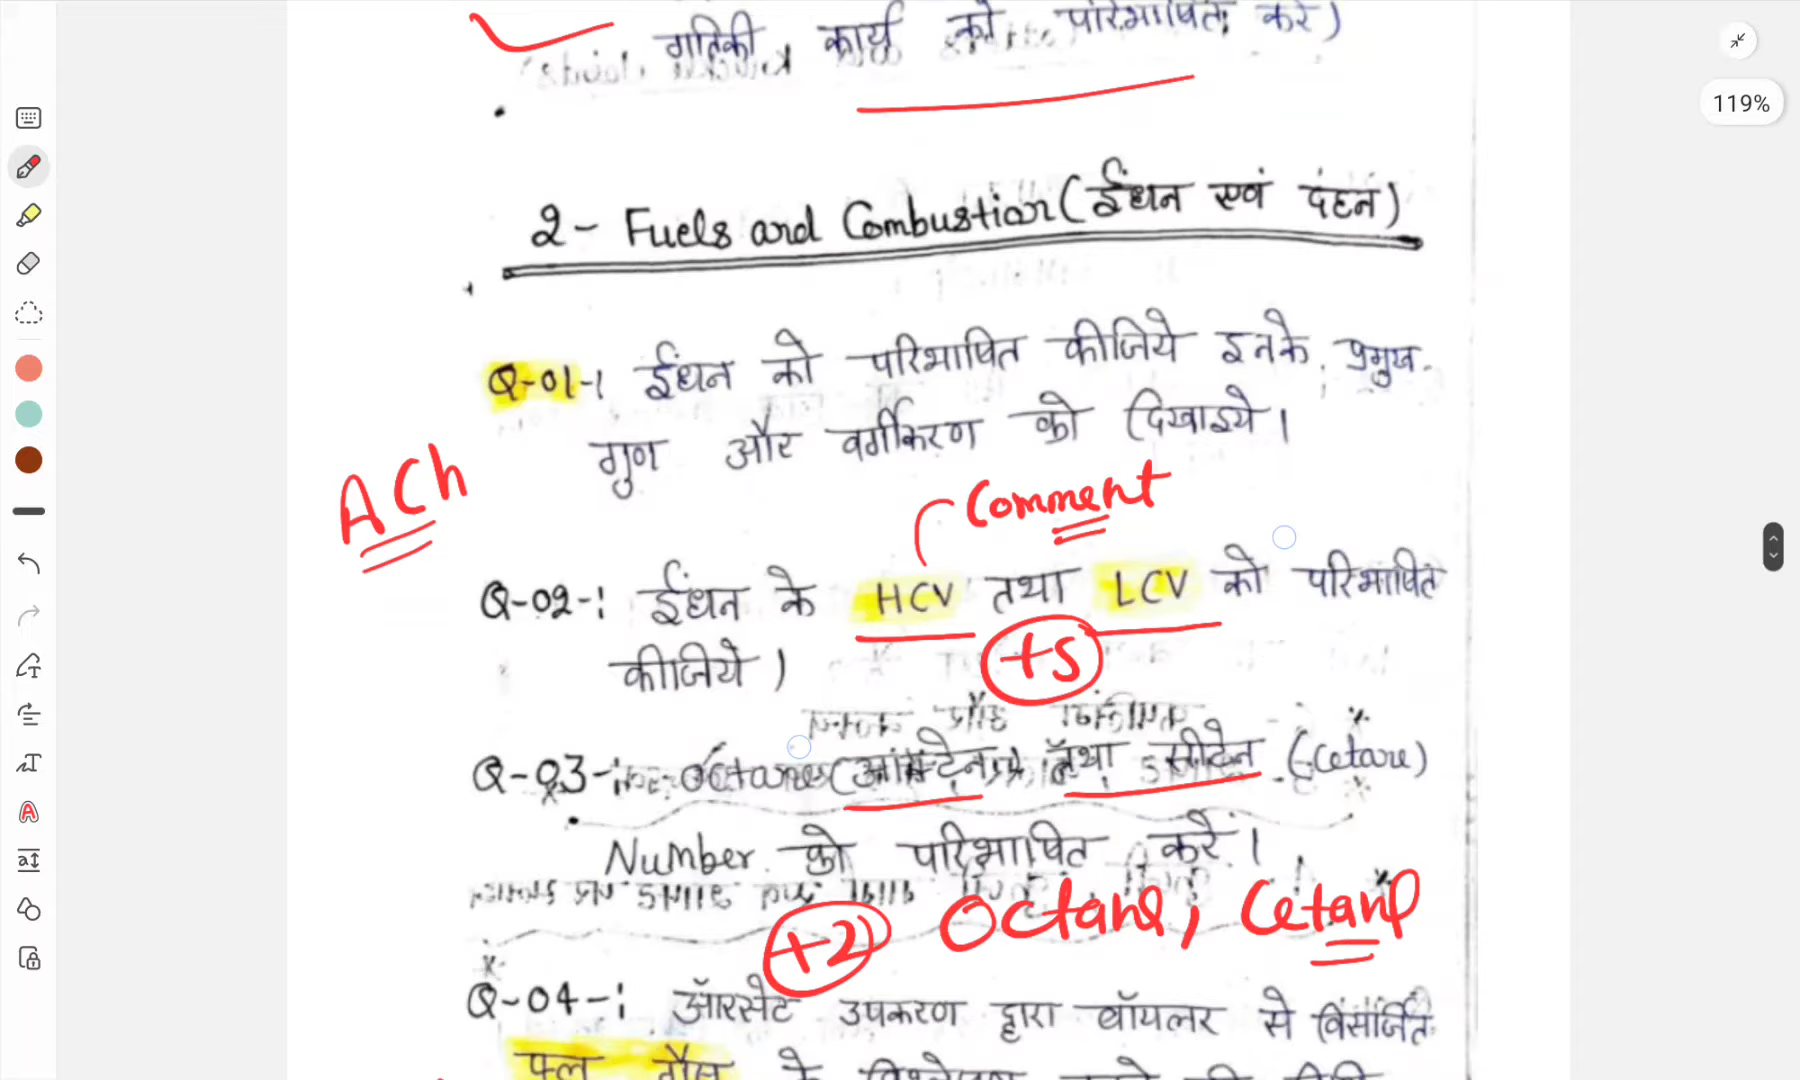 गतिकी, कार्य को परिभाषित करे)
119%
2- Fuels and Combustion (ईंधन एवं दहन)
Q-01-: ईंधन को परिभाषित कीजिये इनके प्रमुख
गुण और वर्गीकरण को दिखाइये।
ACh
Comment
Q-02-: ईंधन के HCV तथा LCV को परिभाषित
कीजिये)
+5
Q-03-: octane (आक्टेन) तथा सीटेन (Cetane)
Number को परिभाषित करें।
+2) Octane, Cetane
Q-04-: ऑरसेट उपकरण द्वारा बॉयलर से विसर्जित
फ्लू गैस के विश्लेषण